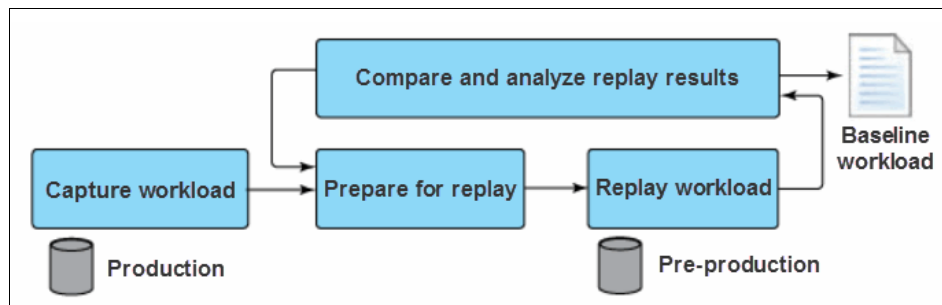 Compare and analyze replay results
Baseline
workload
Capture workload
Prepare for replay
Replay workload
Production
Pre-production